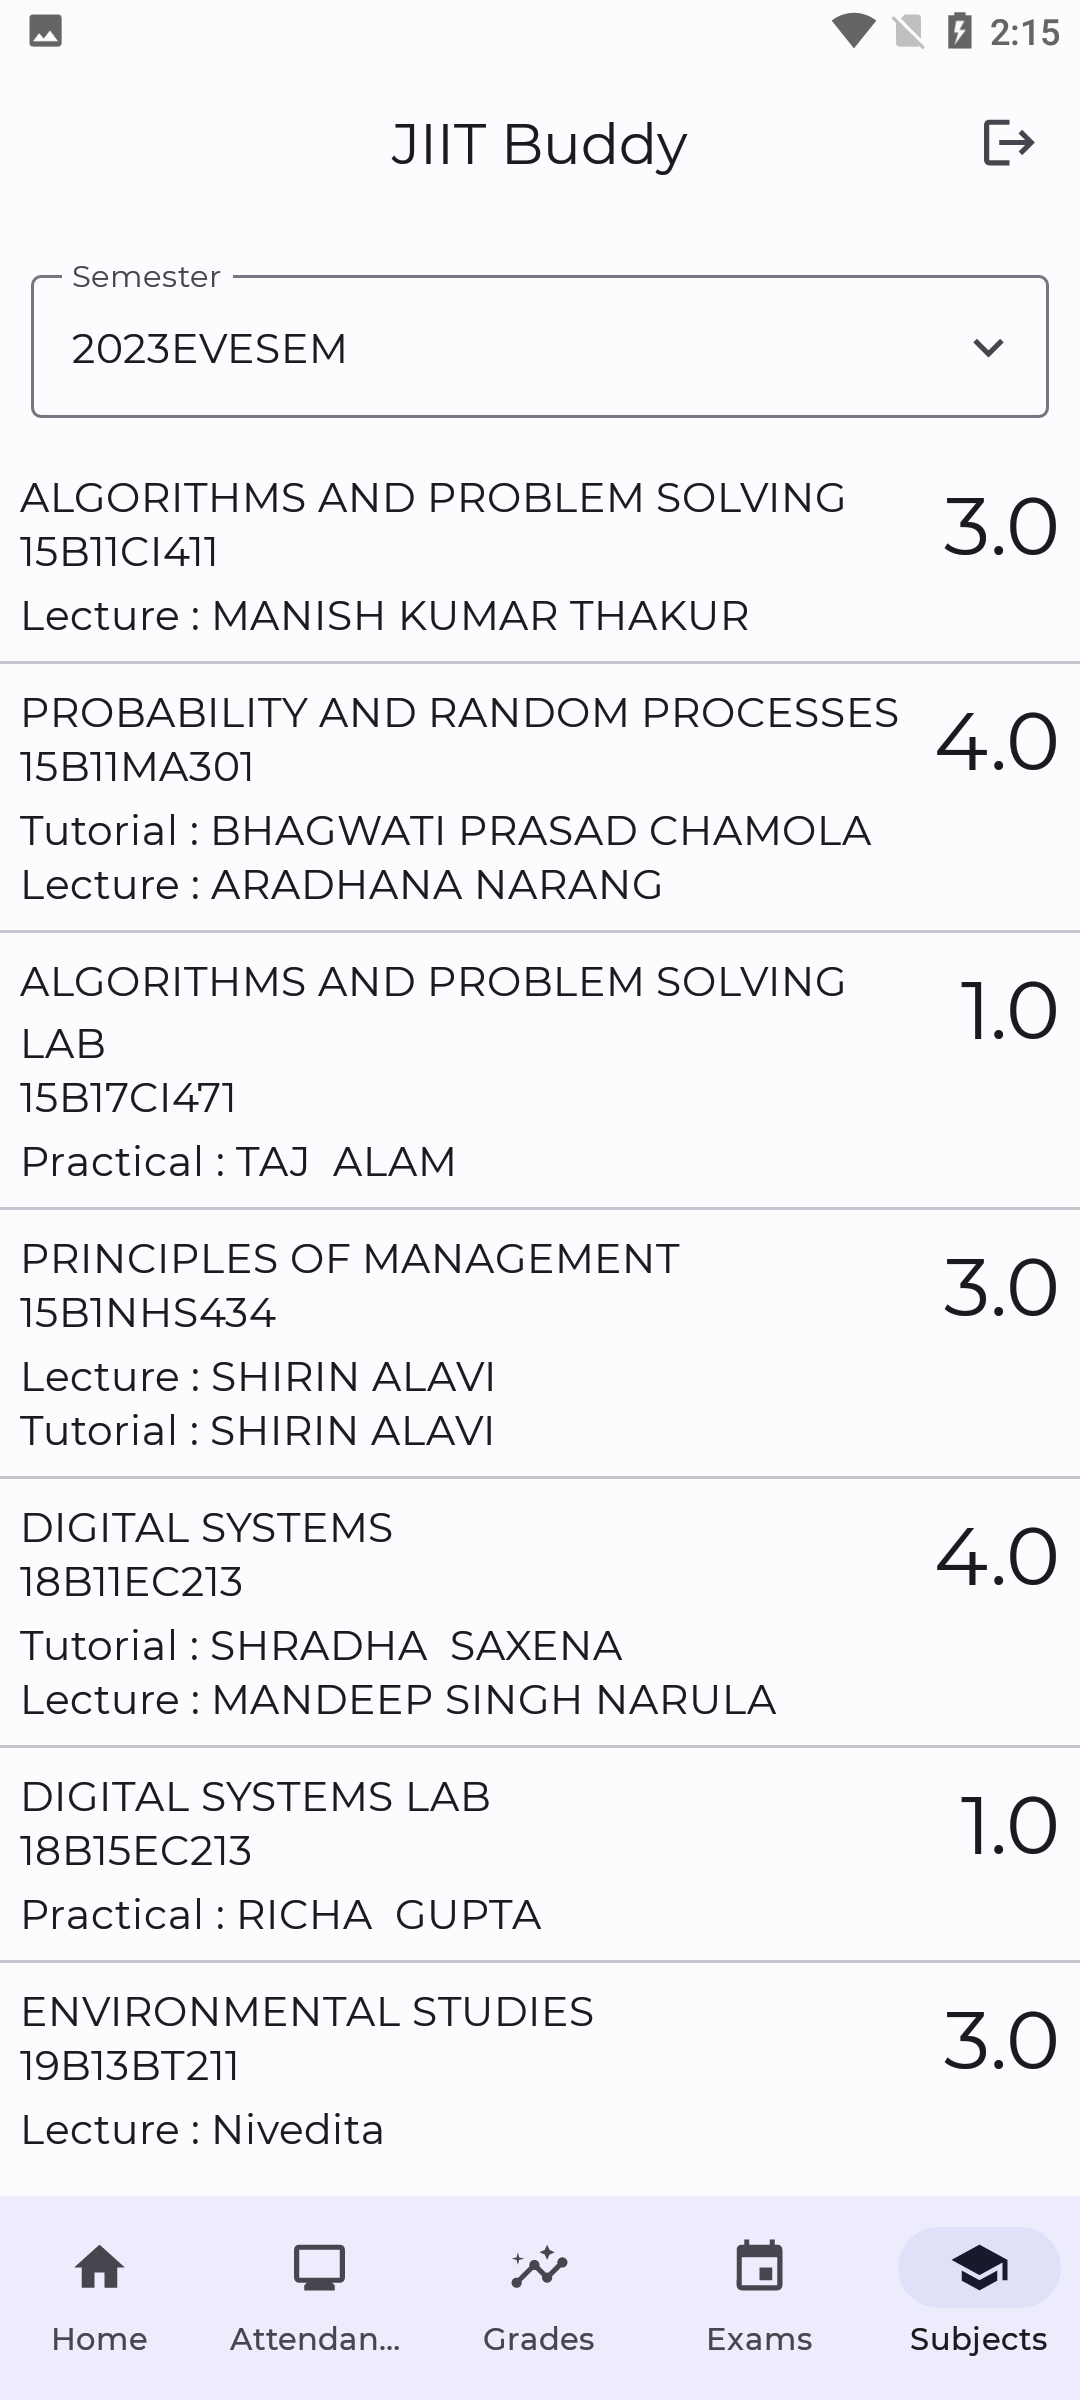 2:15
JIIT Buddy
Semester
2023EVESEM
ALGORITHMS AND PROBLEM SOLVING
3.0
15B11CI411
Lecture : MANISH KUMAR THAKUR
PROBABILITY AND RANDOM PROCESSES
4.0
15B11MA301
Tutorial : BHAGWATI PRASAD CHAMOLA
Lecture : ARADHANA NARANG
ALGORITHMS AND PROBLEM SOLVING
1.0
LAB
15B17CI471
Practical : TAJ  ALAM
PRINCIPLES OF MANAGEMENT
3.0
15B1NHS434
Lecture : SHIRIN ALAVI
Tutorial : SHIRIN ALAVI
DIGITAL SYSTEMS
4.0
18B11EC213
Tutorial : SHRADHA  SAXENA
Lecture : MANDEEP SINGH NARULA
DIGITAL SYSTEMS LAB
1.0
18B15EC213
Practical : RICHA  GUPTA
ENVIRONMENTAL STUDIES
3.0
19B13BT211
Lecture : Nivedita
Home
Attendan...
Grades
Exams
Subjects